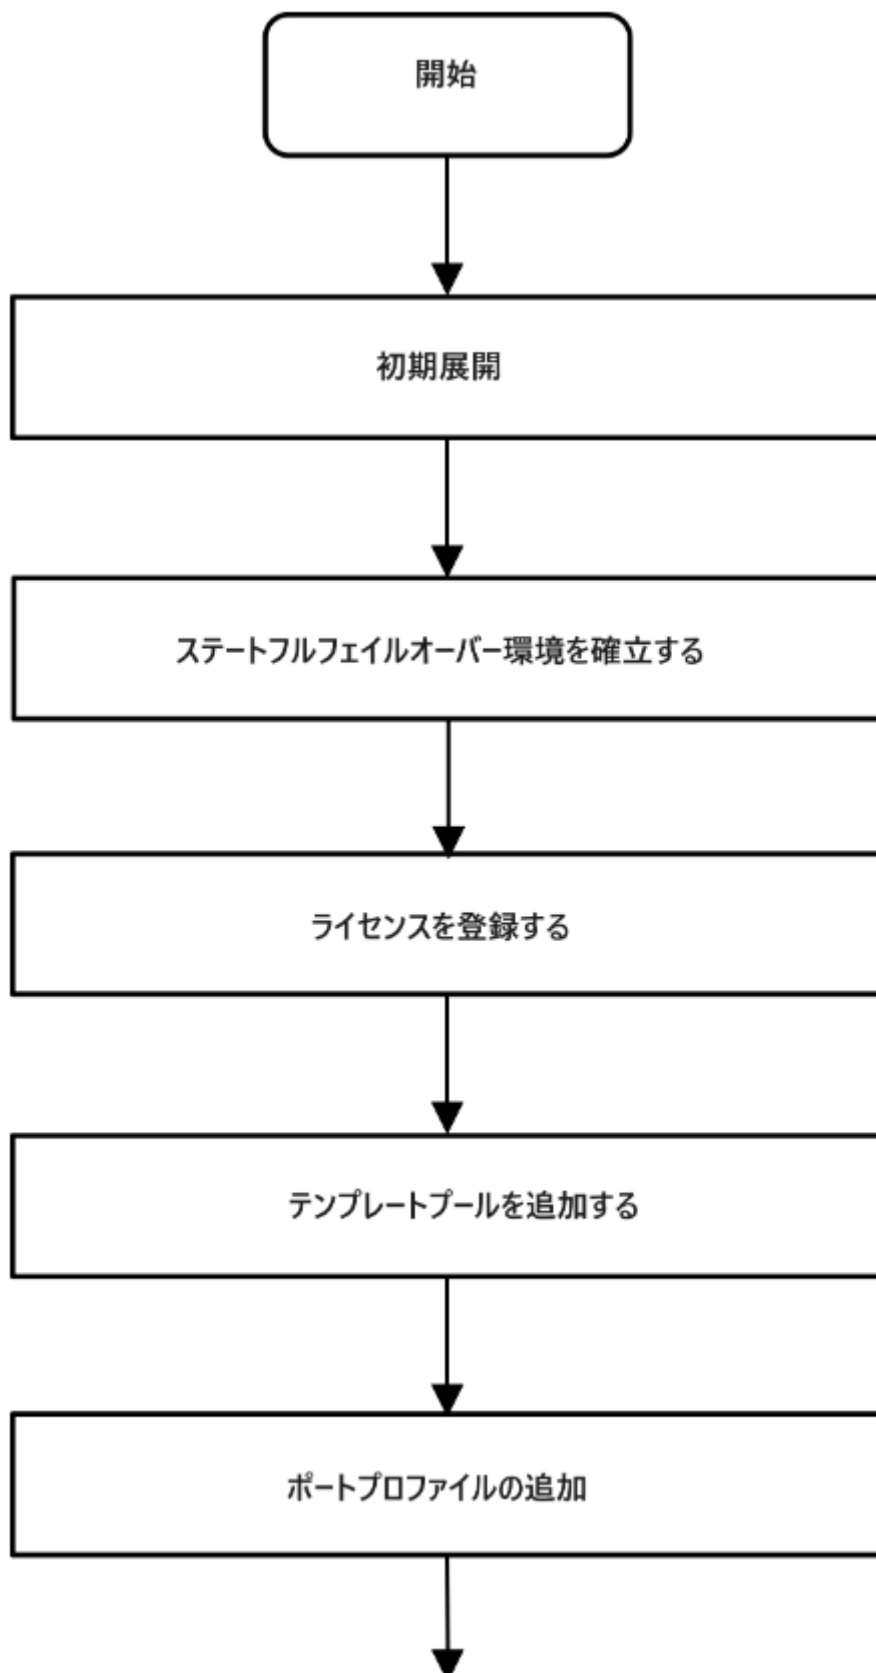 開始
初期展開
ステートフルフェイルオーバー環境を確立する
ライセンスを登録する
テンプレートプールを追加する
ポートプロファイルの追加